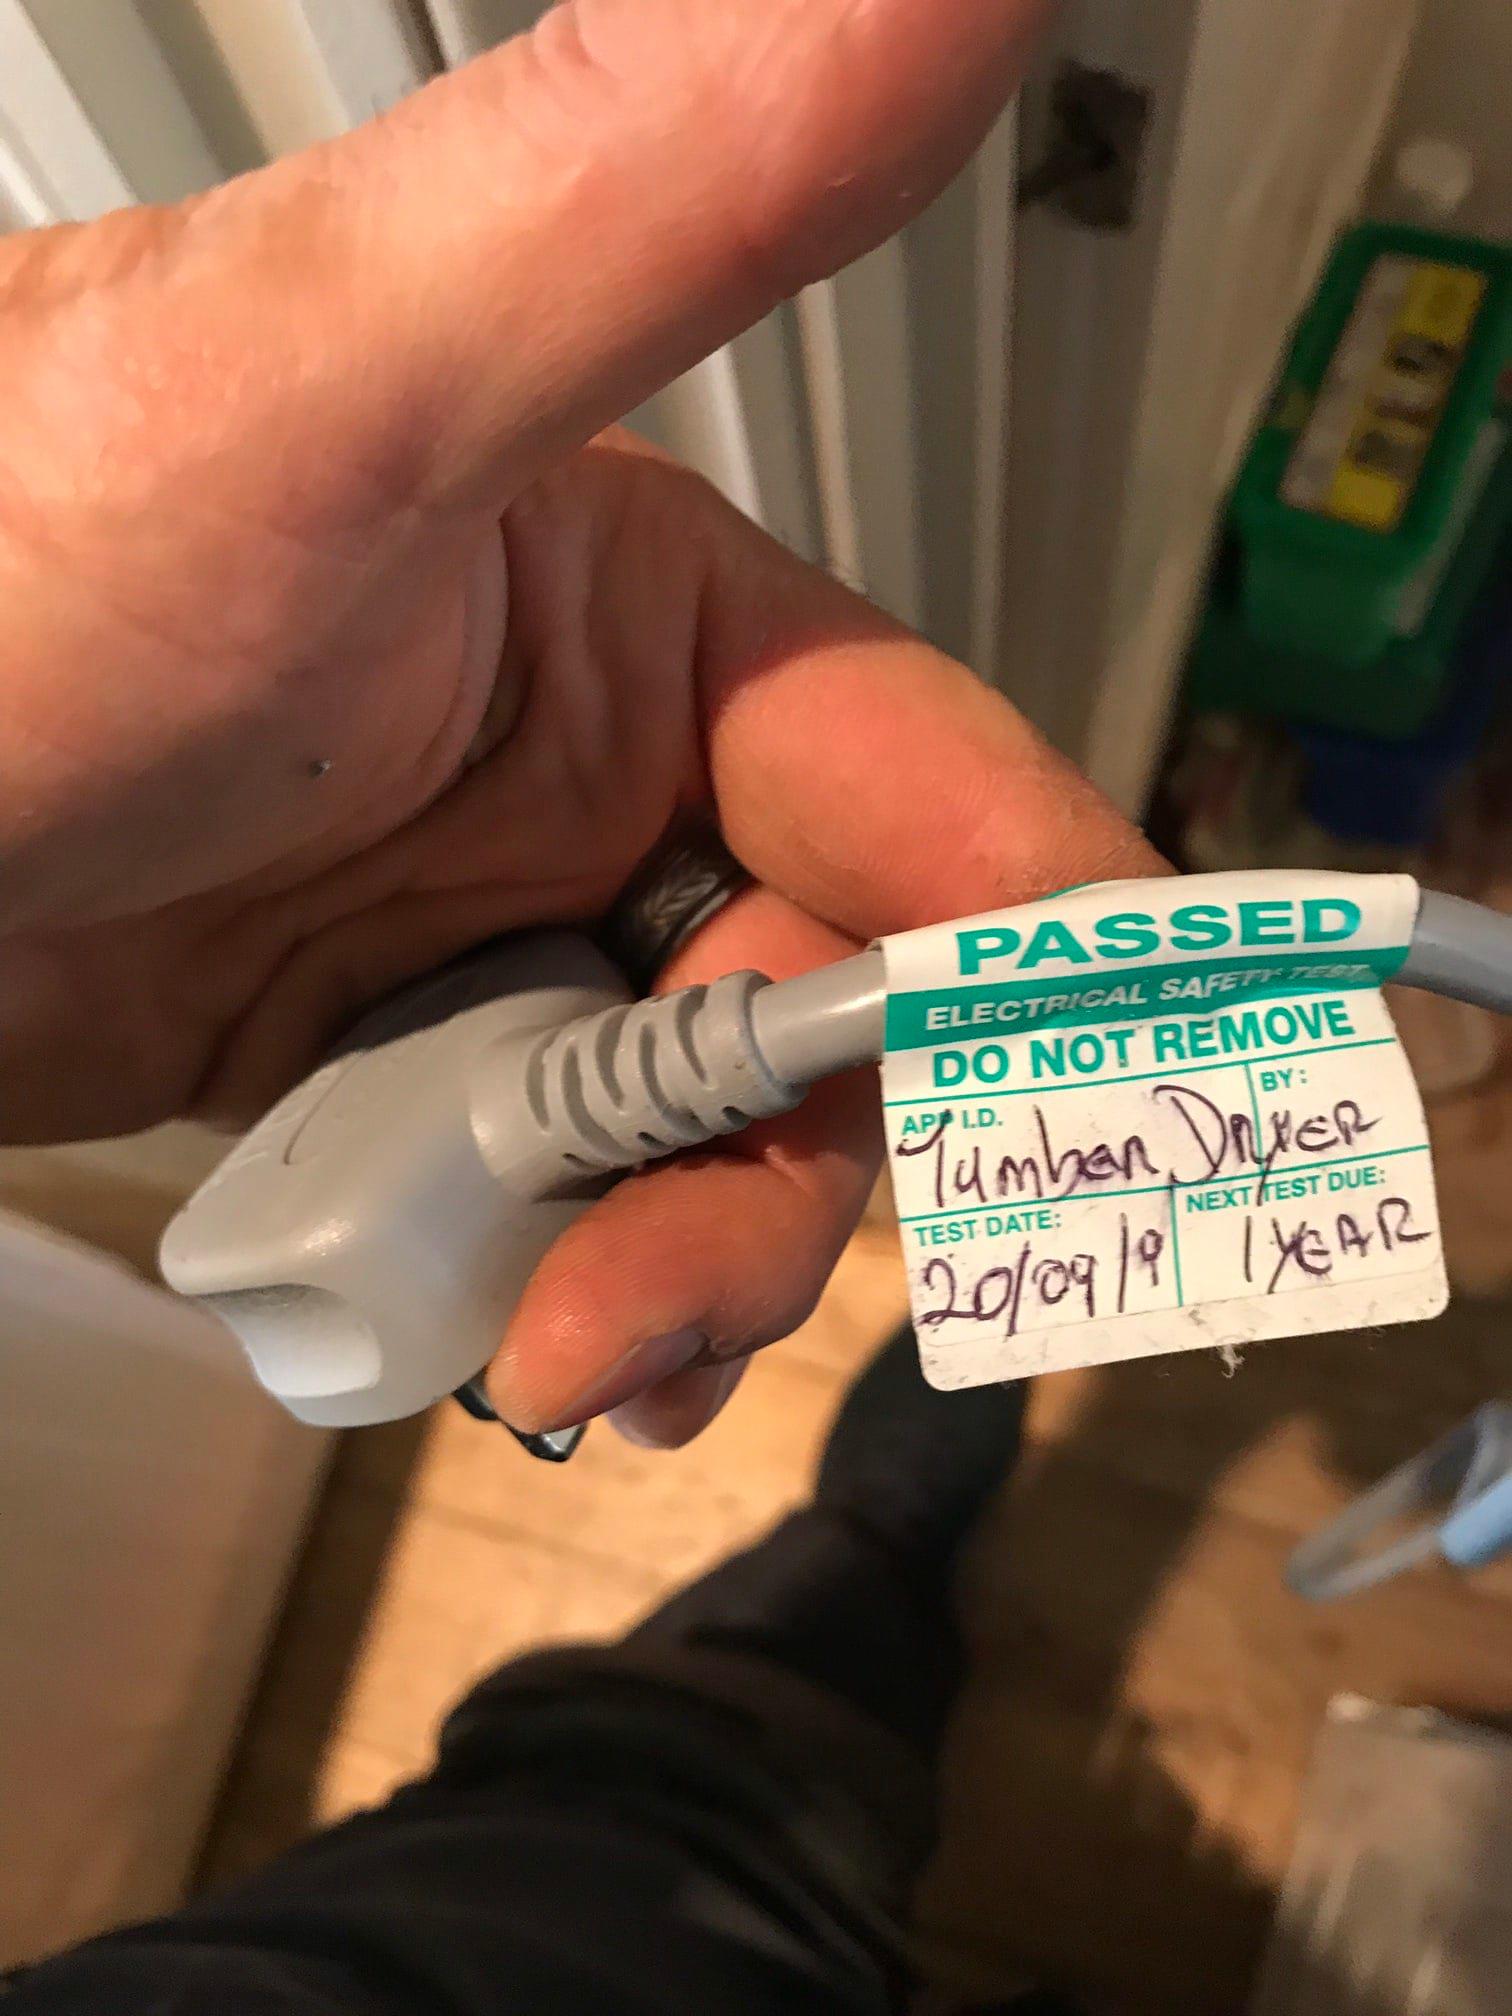 PASSED
ELECTRICAL SAFETY TEST
DO NOT REMOVE
APP I.D. BY:
Tumber Dryer
TEST DATE: NEXT TEST DUE:
20/09/19 1 YEAR